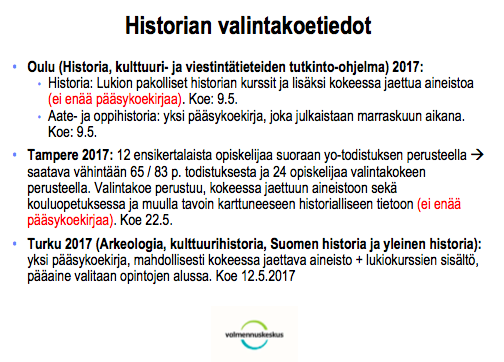 Historian valintakoetiedot
• Oulu (Historia, kulttuuri- ja viestintätieteiden tutkinto-ohjelma) 2017:
• Historia: Lukion pakolliset historian kurssit ja lisäksi kokeessa jaettua aineistoa
(ei enää pääsykoekirjaa). Koe: 9.5.
• Aate- ja oppihistoria: yksi pääsykoekirja, joka julkaistaan marraskuun aikana.
Koe: 9.5.
• Tampere 2017: 12 ensikertalaista opiskelijaa suoraan yo-todistuksen perusteella →
saatava vähintään 65 / 83 p. todistuksesta ja 24 opiskelijaa valintakokeen
perusteella. Valintakoe perustuu, kokeessa jaettuun aineistoon sekä
kouluopetuksessa ja muulla tavoin karttuneeseen historialliseen tietoon (ei enää
pääsykoekirjaa). Koe 22.5.
• Turku 2017 (Arkeologia, kulttuurihistoria, Suomen historia ja yleinen historia):
yksi pääsykoekirja, mahdollisesti kokeessa jaettava aineisto + lukiokurssien sisältö,
pääaine valitaan opintojen alussa. Koe 12.5.2017
valmennuskeskus